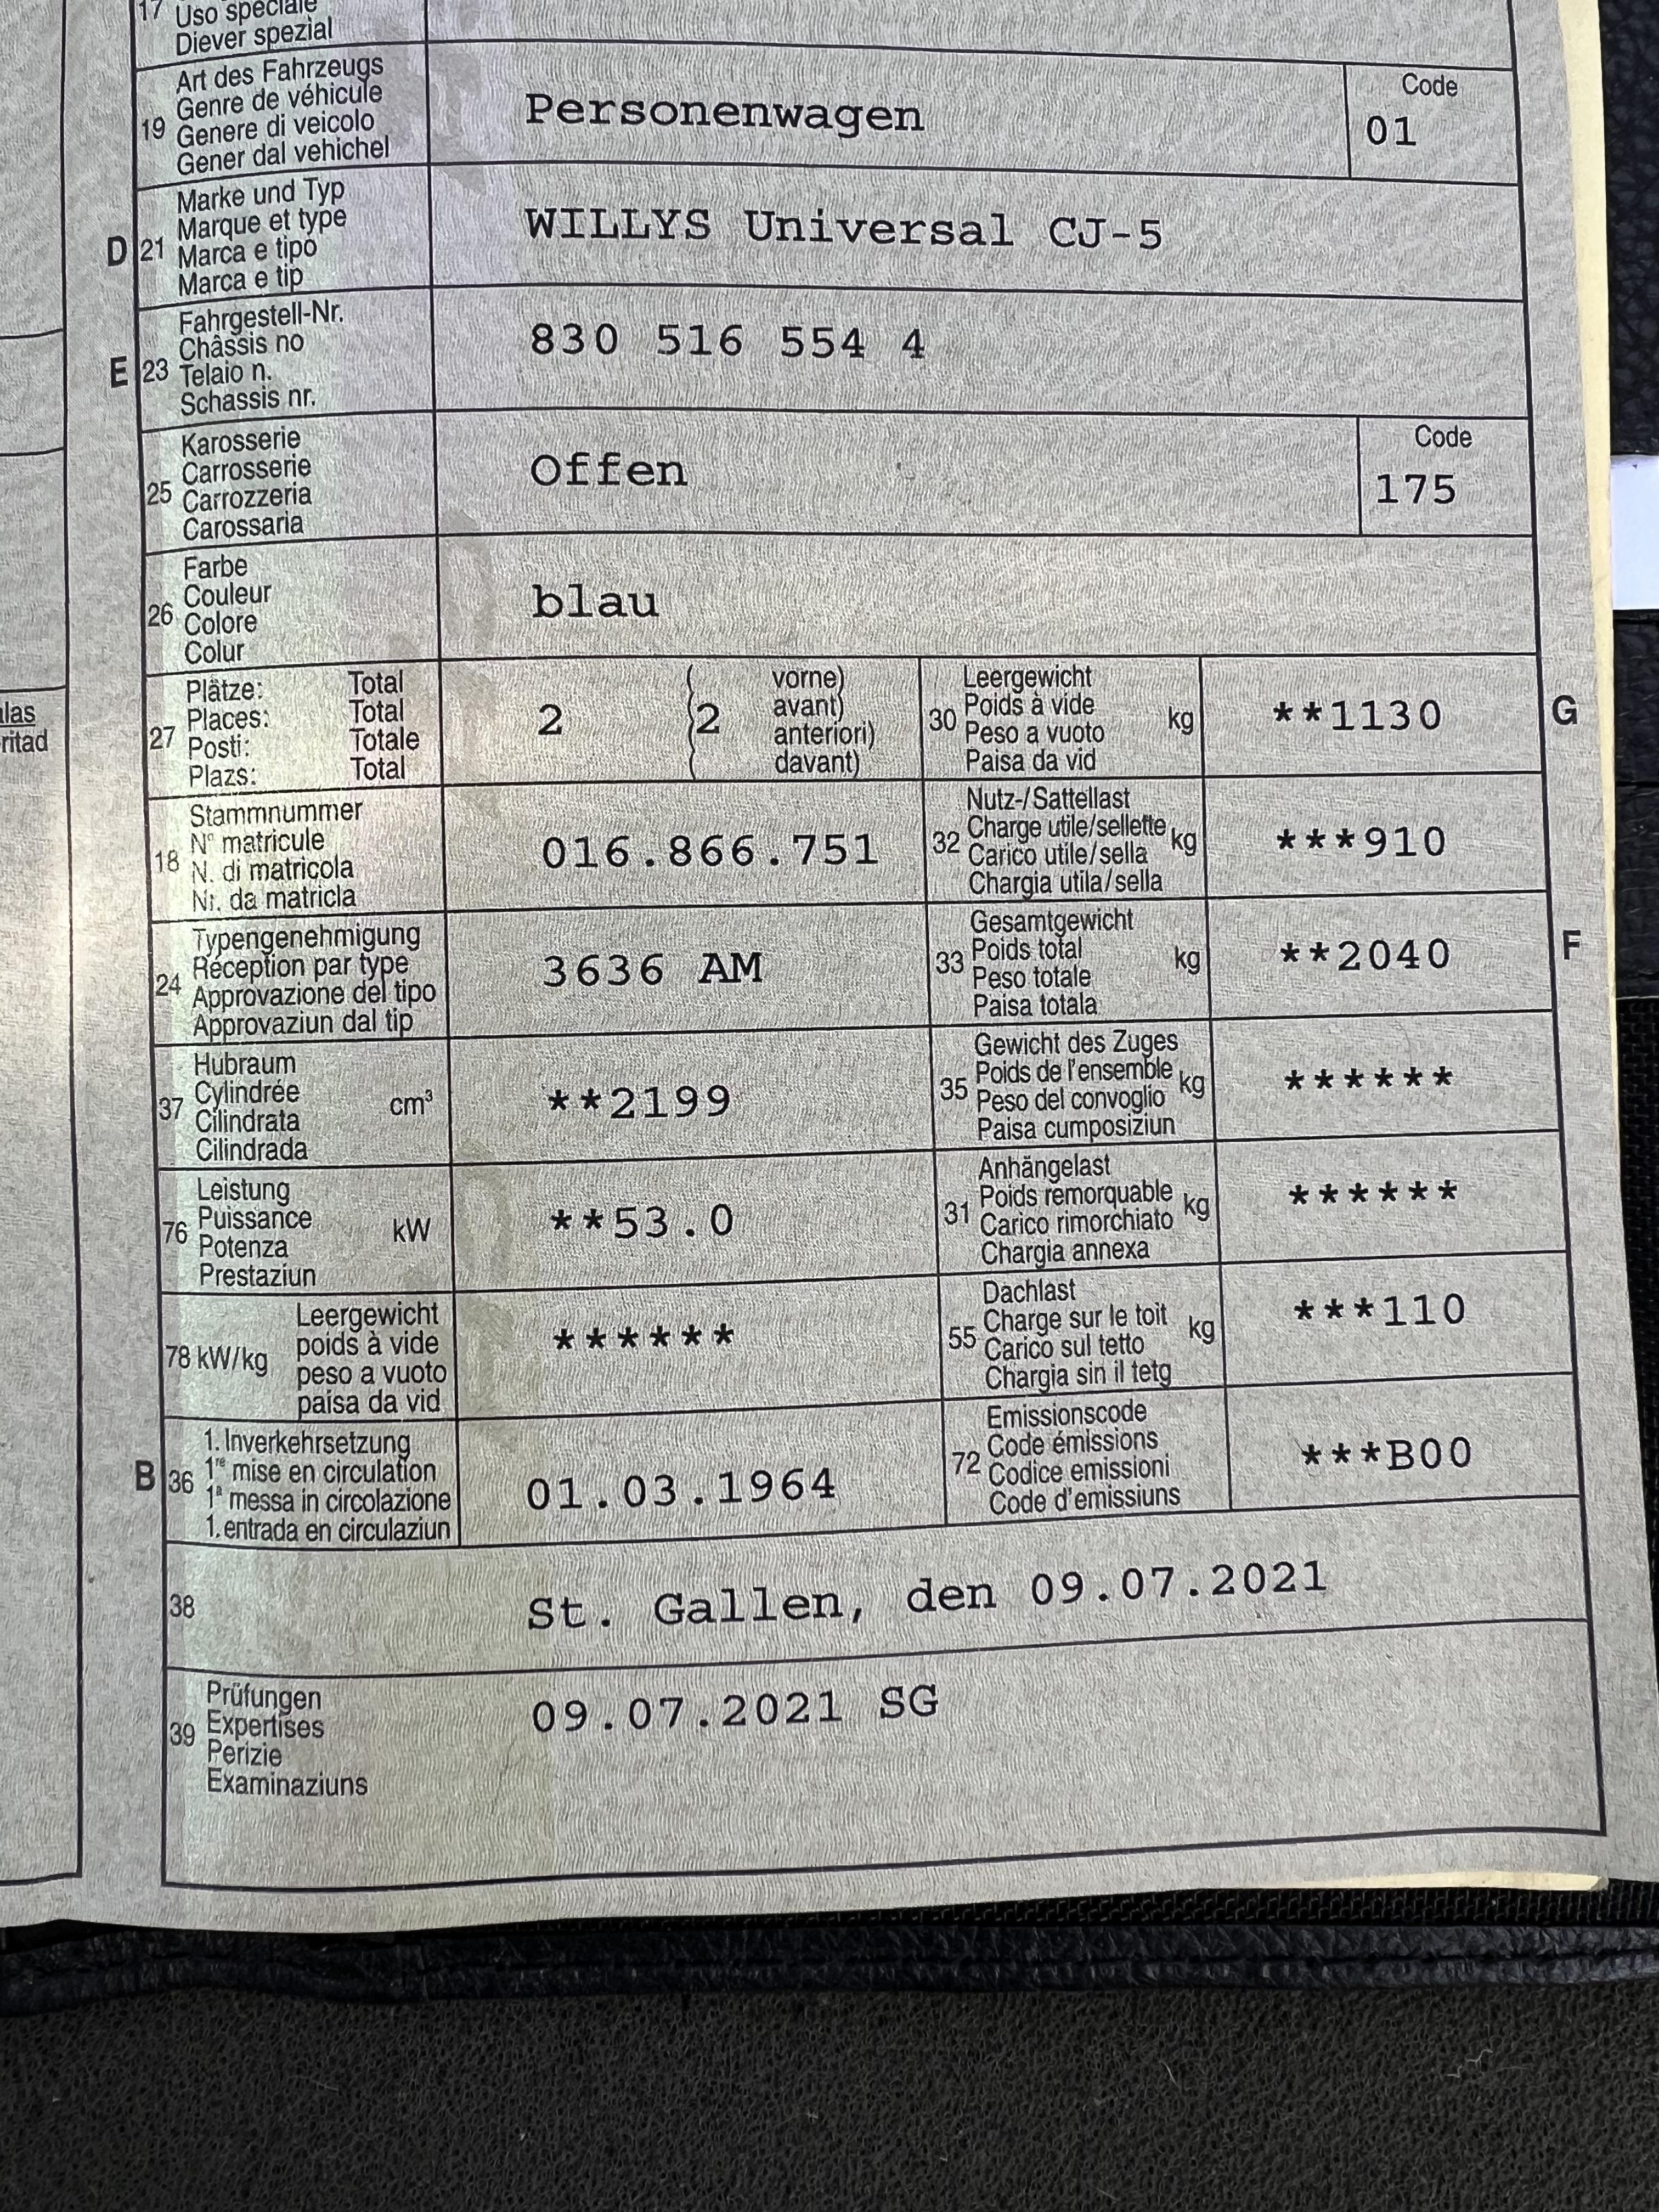 17 Uso speciale
Diever spezial
Art des Fahrzeugs
Genre de véhicule
19 Genere di veicolo
Gener dal vehichel
Personenwagen
Code
01
Marke und Typ
Marque et type
D 21 Marca e tipo
Marca e tip
WILLYS Universal CJ-5
Fahrgestell-Nr.
Châssis no
E 23 Telaio n.
Schassis nr.
830 516 554 4
Karosserie
Carrosserie
25 Carrozzeria
Carossaria
Offen
Code
175
Farbe
Couleur
26 Colore
Colur
blau
Plätze: Total
Places: Total
27 Posti: Totale
Plazs: Total
2 (2 vorne)
avant)
anteriori)
davant)
Leergewicht
30 Poids à vide kg
Peso a vuoto
Paisa da vid
**1130
G
Stammnummer
N° matricule
18 N. di matricola
Nr. da matricla
016.866.751
Nutz-/Sattellast
32 Charge utile/sellette kg
Carico utile/sella
Chargia utila/sella
***910
Typengenehmigung
Réception par type
24 Approvazione del tipo
Approvaziun dal tip
3636 AM
Gesamtgewicht
33 Poids total kg
Peso totale
Paisa totala
**2040
F
Hubraum
37 Cylindrée cm³
Cilindrata
Cilindrada
**2199
Gewicht des Zuges
35 Poids de l'ensemble kg
Peso del convoglio
Paisa cumposiziun
******
Leistung
76 Puissance kW
Potenza
Prestaziun
**53.0
Anhängelast
31 Poids remorquable kg
Carico rimorchiato
Chargia annexa
******
Leergewicht
78 kW/kg poids à vide
peso a vuoto
paisa da vid
******
Dachlast
55 Charge sur le toit kg
Carico sul tetto
Chargia sin il tetg
***110
1. Inverkehrsetzung
B 36 1re mise en circulation
1a messa in circolazione
1. entrada en circulaziun
01.03.1964
Emissionscode
72 Code émissions
Codice emissioni
Code d'emissiuns
***B00
38
St. Gallen, den 09.07.2021
Prüfungen
39 Expertises
Perizie
Examinaziuns
09.07.2021 SG